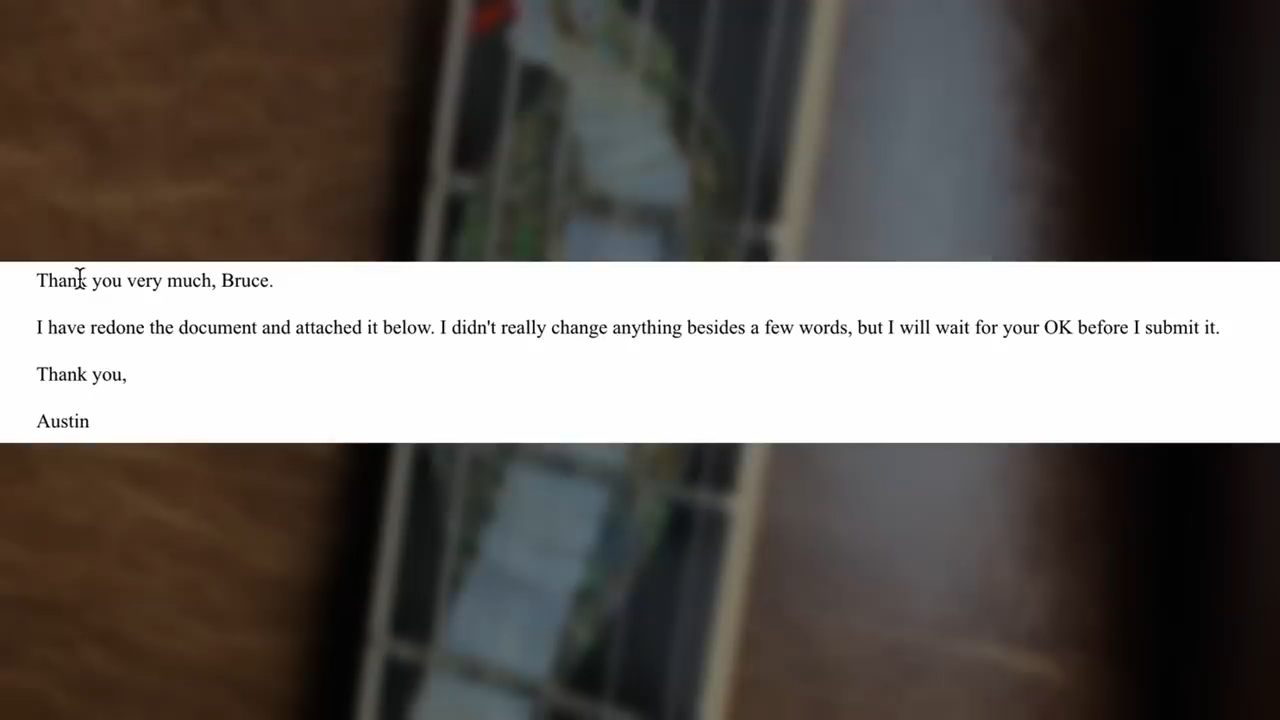 Thank you very much, Bruce.
I have redone the document and attached it below. I didn't really change anything besides a few words, but I will wait for your OK before I submit it.
Thank you,
Austin